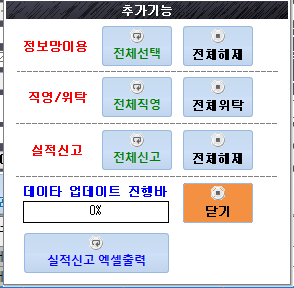 추가기능
정보망이용 전체선택 전체해제
직영/위탁 전체직영 전체위탁
실적신고 전체신고 전체해제
데이타 업데이트 진행바
0% 닫기
실적신고 엑셀출력